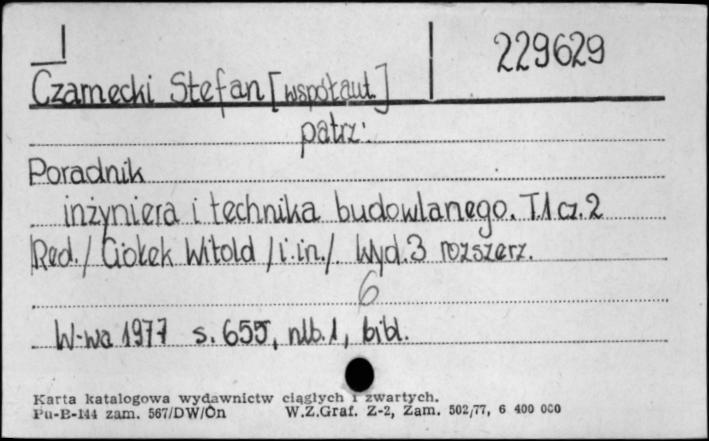 229629
Czarnecki Stefan [współaut.]
patrz:
Poradnik
inżyniera i technika budowlanego. T.1 cz.2
Red./ Ciołek Witold /i.in./. Wyd.3 rozszerz.
6
W-wa 1977 s. 655, nlb.1, bibl.
Karta katalogowa wydawnictw ciągłych i zwartych.
Pu-B-144 zam. 567/DW/On W.Z.Graf. Z-2, Zam. 502/77, 6 400 000